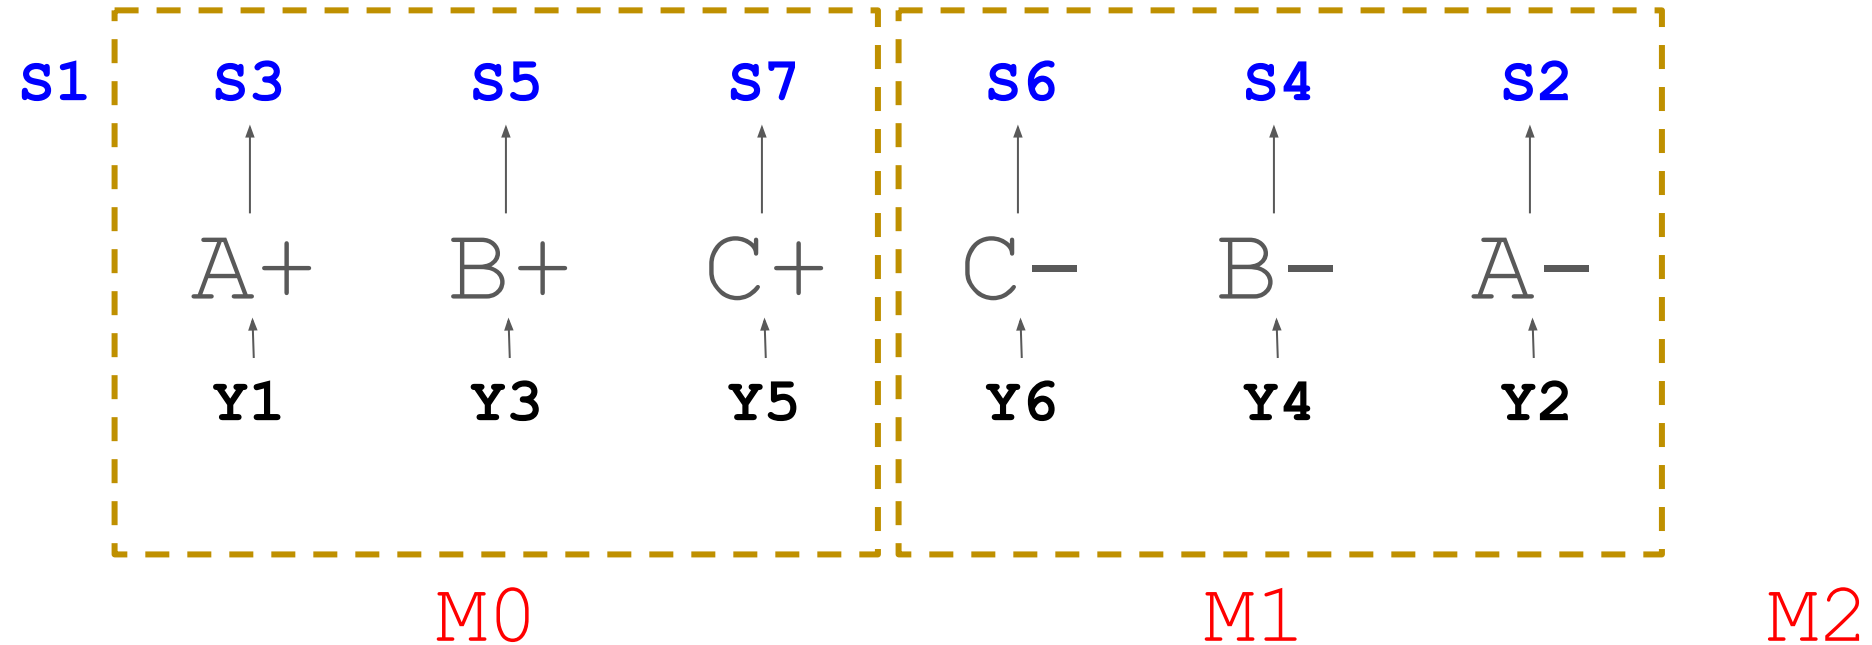 S1 S3 S5 S7 S6 S4 S2
A+ B+ C+ C- B- A-
Y1 Y3 Y5 Y6 Y4 Y2
M0 M1 M2